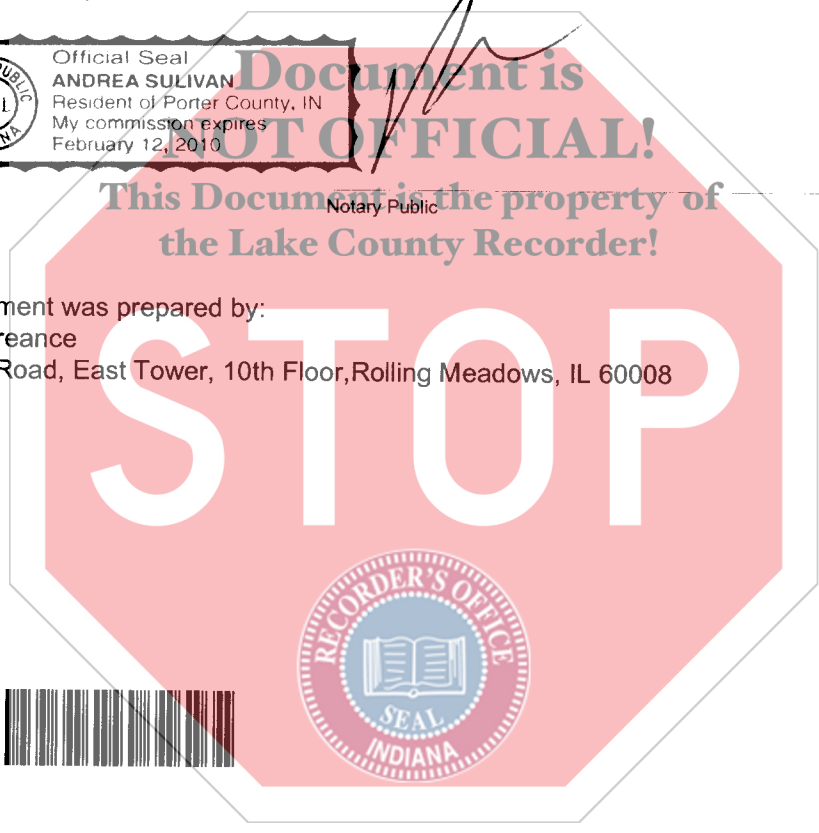 Official Seal
ANDREA SULIVAN
Resident of Porter County, IN
My commission expires
February 12, 2010
Document is
NOT OFFICIAL!
This Document is the property of
the Lake County Recorder!
Notary Public
ment was prepared by:
reance
Road, East Tower, 10th Floor,Rolling Meadows, IL 60008
STOP
RECORDER'S OFFICE
SEAL
INDIANA